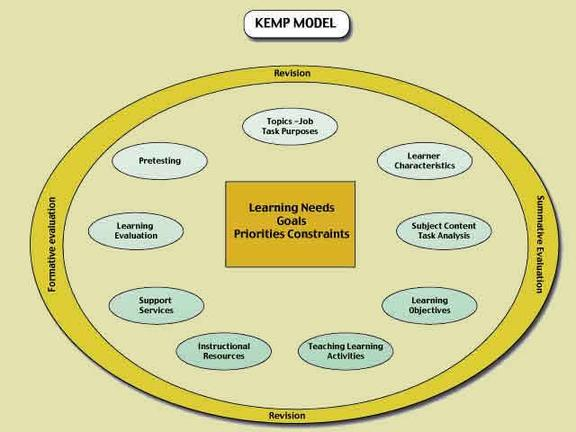 KEMP MODEL
Revision
Topics -Job
Task Purposes
Pretesting
Learner
Characteristics
Learning Needs
Goals
Priorities Constraints
Learning
Evaluation
Subject Content
Task Analysis
Formative evaluation
Summative Evaluation
Support
Services
Learning
Objectives
Instructional
Resources
Teaching Learning
Activities
Revision